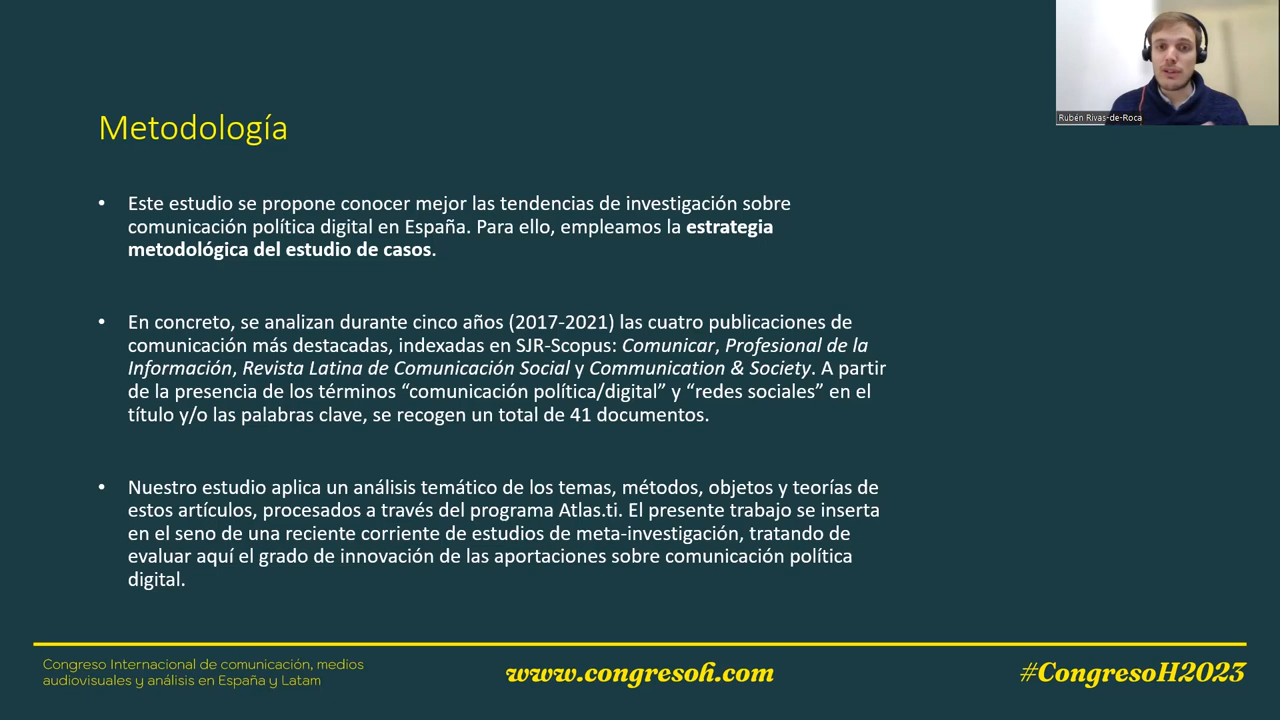 Rubén Rivas-de-Roca
Metodología
• Este estudio se propone conocer mejor las tendencias de investigación sobre
comunicación política digital en España. Para ello, empleamos la estrategia
metodológica del estudio de casos.
• En concreto, se analizan durante cinco años (2017-2021) las cuatro publicaciones de
comunicación más destacadas, indexadas en SJR-Scopus: Comunicar, Profesional de la
Información, Revista Latina de Comunicación Social y Communication & Society. A partir
de la presencia de los términos “comunicación política/digital” y “redes sociales” en el
título y/o las palabras clave, se recogen un total de 41 documentos.
• Nuestro estudio aplica un análisis temático de los temas, métodos, objetos y teorías de
estos artículos, procesados a través del programa Atlas.ti. El presente trabajo se inserta
en el seno de una reciente corriente de estudios de meta-investigación, tratando de
evaluar aquí el grado de innovación de las aportaciones sobre comunicación política
digital.
Congreso Internacional de comunicación, medios
audiovisuales y análisis en España y Latam
www.congresoh.com
#CongresoH2023